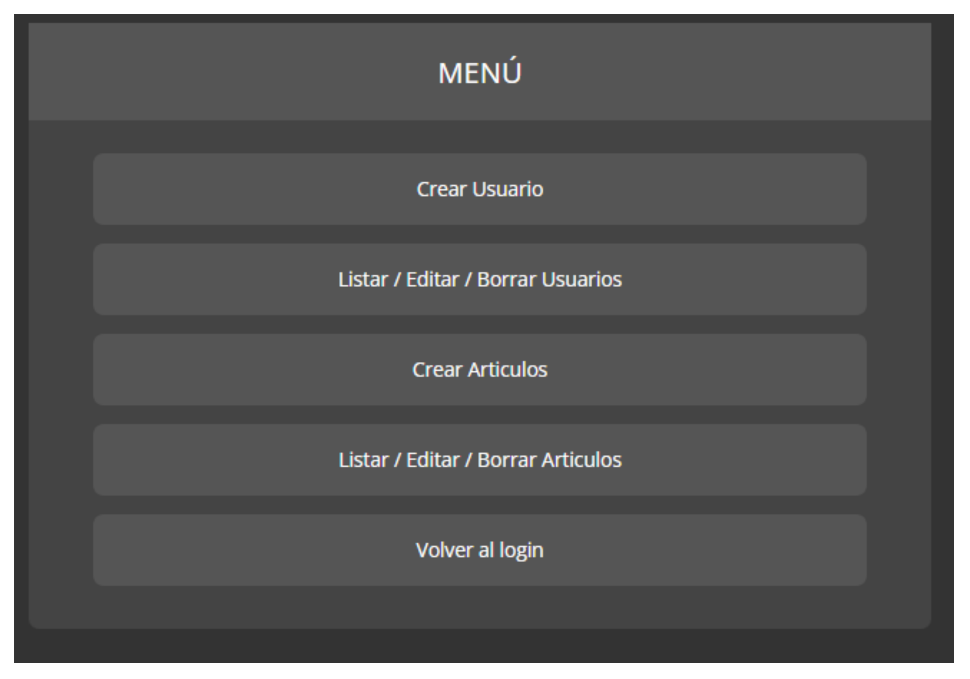 MENÚ
Crear Usuario
Listar / Editar / Borrar Usuarios
Crear Articulos
Listar / Editar / Borrar Articulos
Volver al login